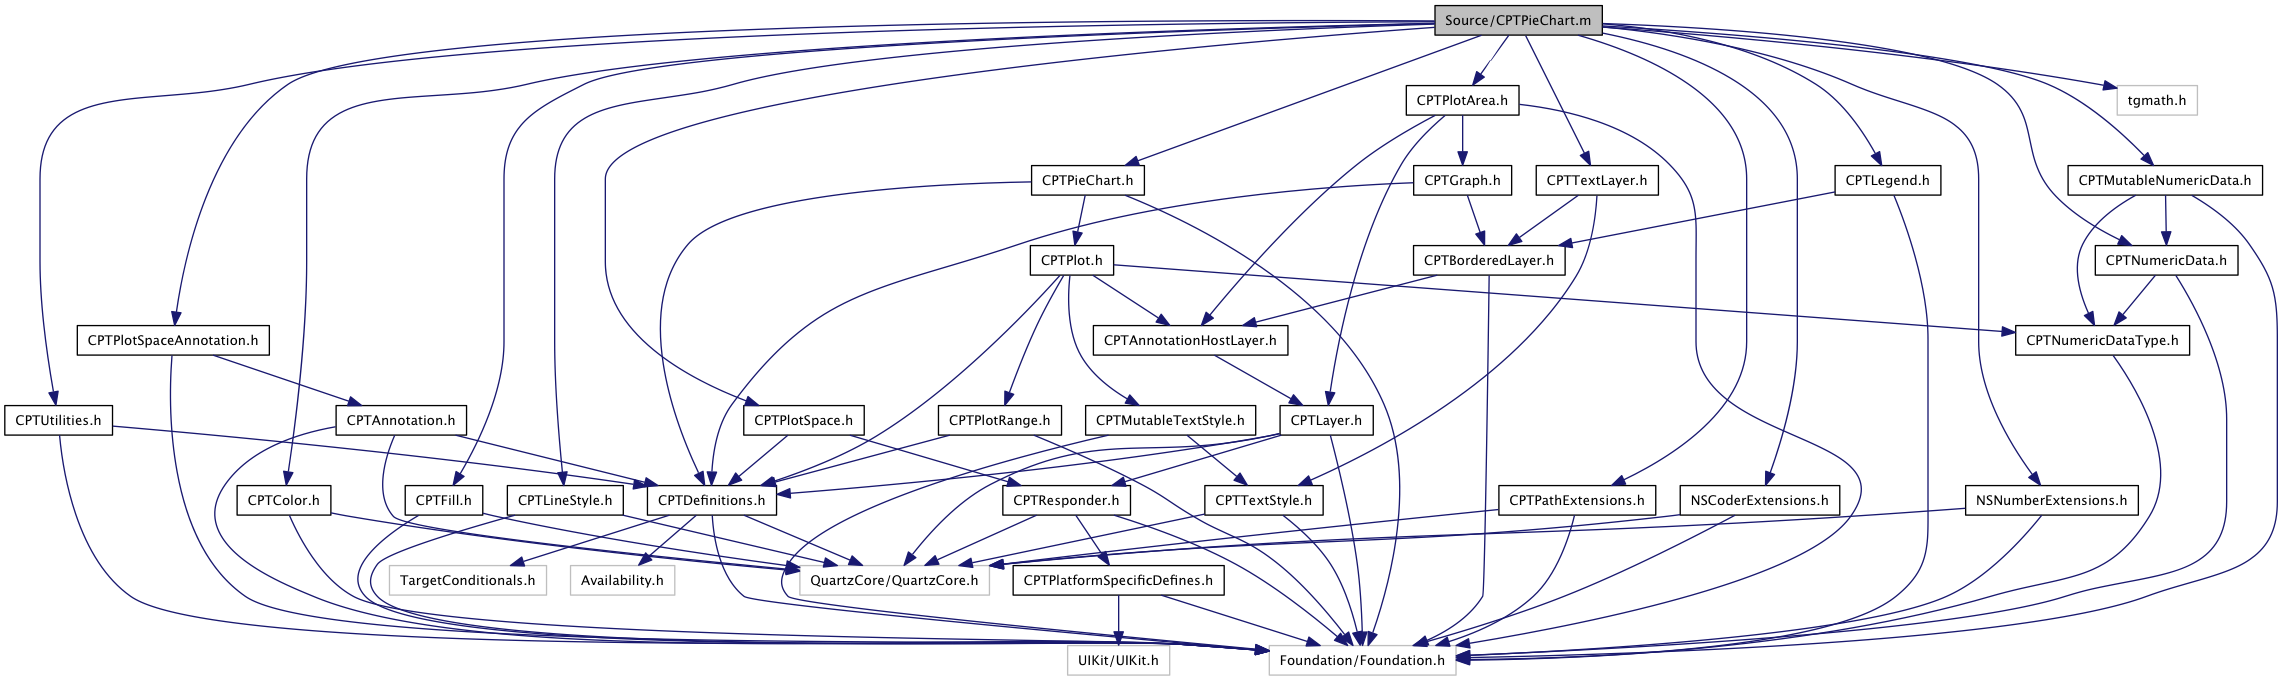 Source/CPTPieChart.m
CPTPlotArea.h
tgmath.h
CPTPieChart.h
CPTGraph.h
CPTTextLayer.h
CPTLegend.h
CPTMutableNumericData.h
CPTPlot.h
CPTBorderedLayer.h
CPTNumericData.h
CPTPlotSpaceAnnotation.h
CPTAnnotationHostLayer.h
CPTNumericDataType.h
CPTUtilities.h
CPTAnnotation.h
CPTPlotSpace.h
CPTPlotRange.h
CPTMutableTextStyle.h
CPTLayer.h
CPTColor.h
CPTFill.h
CPTLineStyle.h
CPTDefinitions.h
CPTResponder.h
CPTTextStyle.h
CPTPathExtensions.h
NSCoderExtensions.h
NSNumberExtensions.h
TargetConditionals.h
Availability.h
QuartzCore/QuartzCore.h
CPTPlatformSpecificDefines.h
UIKit/UIKit.h
Foundation/Foundation.h